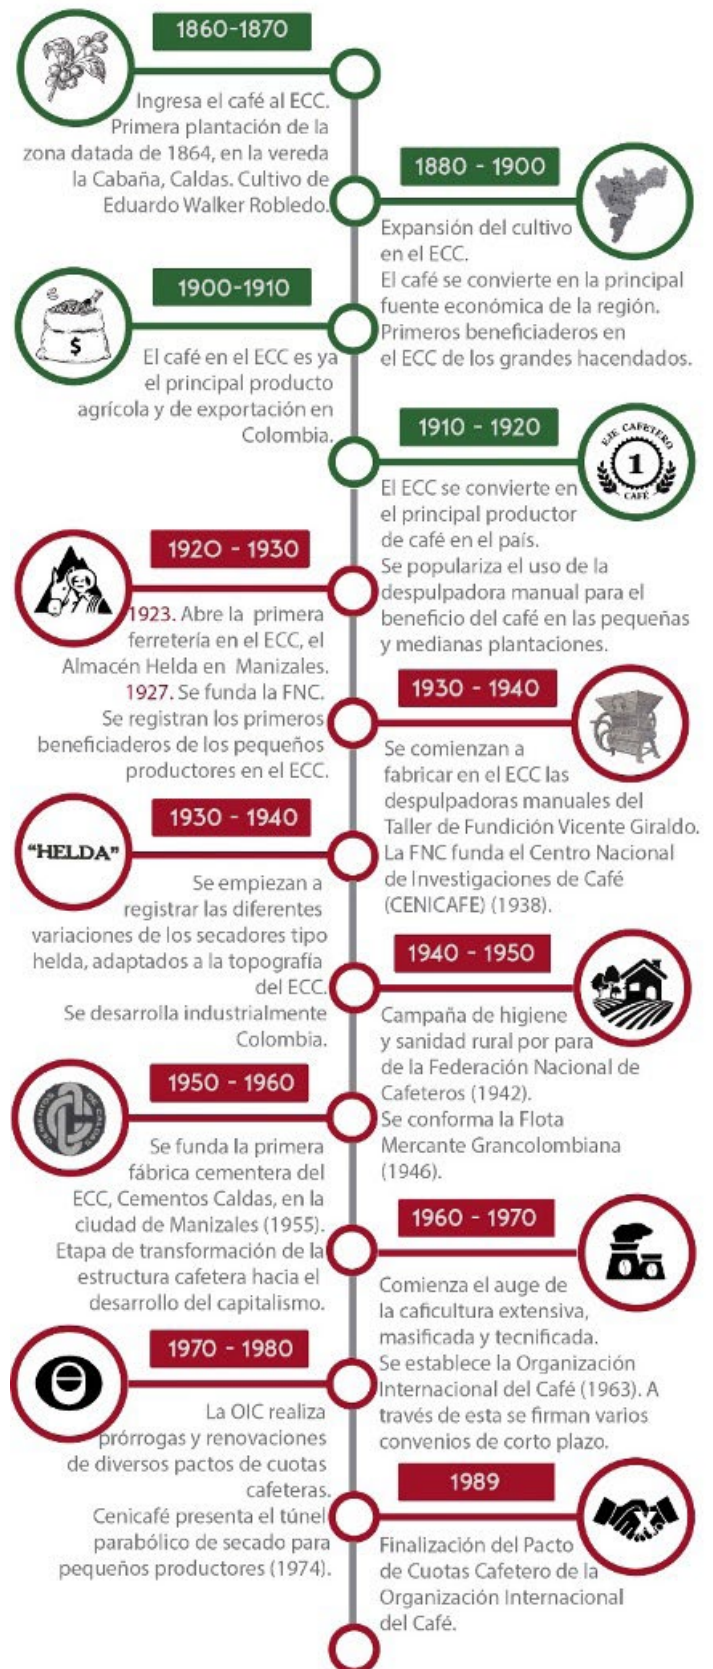 1860-1870
Ingresa el café al ECC.
Primera plantación de la
zona datada de 1864, en la vereda
la Cabaña, Caldas. Cultivo de
Eduardo Walker Robledo.
1880 - 1900
Expansión del cultivo
en el ECC.
El café se convierte en la principal
fuente económica de la región.
Primeros beneficiaderos en
el ECC de los grandes hacendados.
1900-1910
$
El café en el ECC es ya
el principal producto
agrícola y de exportación en
Colombia.
1910 - 1920
EJE CAFETERO
1
CAFÉ
El ECC se convierte en
el principal productor
de café en el país.
Se populariza el uso de la
despulpadora manual para el
beneficio del café en las pequeñas
y medianas plantaciones.
1920 - 1930
1923. Abre la primera
ferretería en el ECC, el
Almacén Helda en Manizales.
1927. Se funda la FNC.
Se registran los primeros
beneficiaderos de los pequeños
productores en el ECC.
1930 - 1940
Se comienzan a
fabricar en el ECC las
despulpadoras manuales del
Taller de Fundición Vicente Giraldo.
La FNC funda el Centro Nacional
de Investigaciones de Café
(CENICAFE) (1938).
1930 - 1940
"HELDA"
Se empiezan a
registrar las diferentes
variaciones de los secadores tipo
helda, adaptados a la topografía
del ECC.
Se desarrolla industrialmente
Colombia.
1940 - 1950
Campaña de higiene
y sanidad rural por para
de la Federación Nacional de
Cafeteros (1942).
Se conforma la Flota
Mercante Grancolombiana
(1946).
1950 - 1960
CEMENTOS DE CALDAS
Se funda la primera
fábrica cementera del
ECC, Cementos Caldas, en la
ciudad de Manizales (1955).
Etapa de transformación de la
estructura cafetera hacia el
desarrollo del capitalismo.
1960 - 1970
Comienza el auge de
la caficultura extensiva,
masificada y tecnificada.
Se establece la Organización
Internacional del Café (1963). A
través de esta se firman varios
convenios de corto plazo.
1970 - 1980
La OIC realiza
prórrogas y renovaciones
de diversos pactos de cuotas
cafeteras.
Cenicafé presenta el túnel
parabólico de secado para
pequeños productores (1974).
1989
Finalización del Pacto
de Cuotas Cafetero de la
Organización Internacional
del Café.